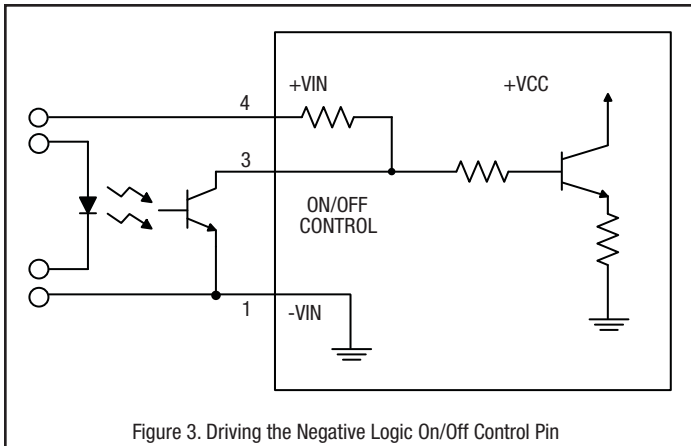 4
+VIN
+VCC
3
ON/OFF
CONTROL
1
-VIN
Figure 3. Driving the Negative Logic On/Off Control Pin